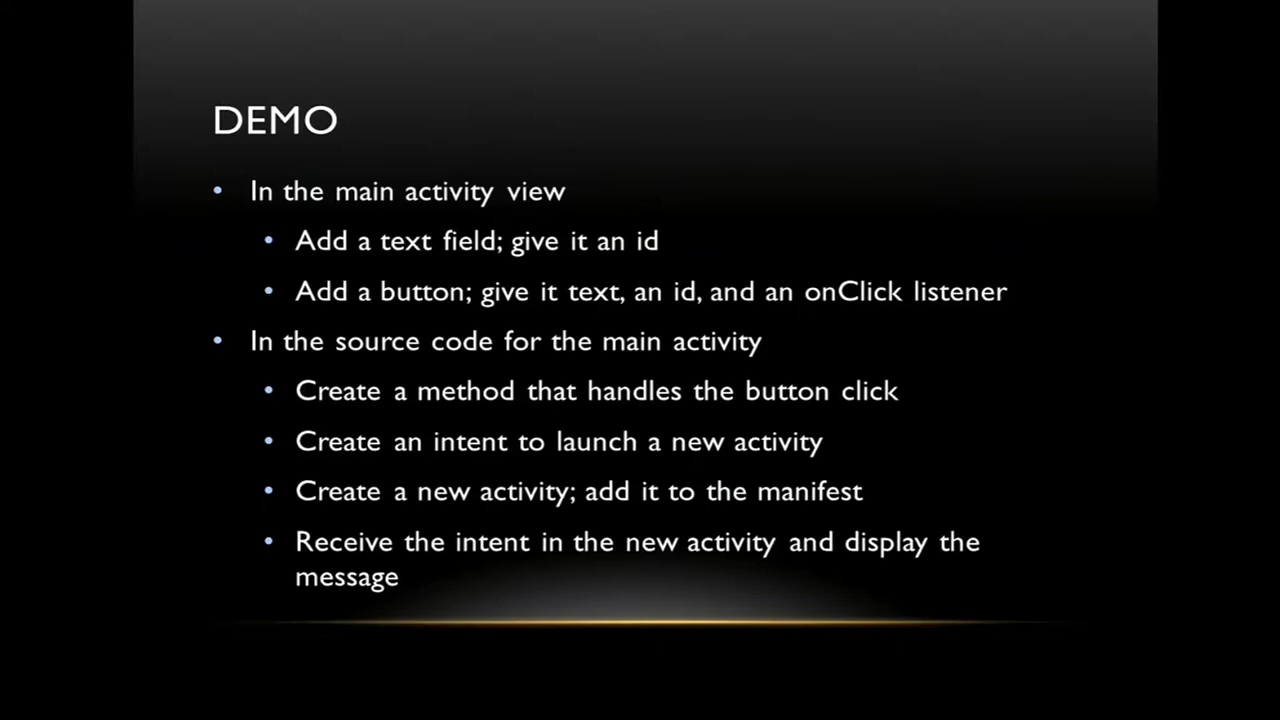 DEMO
• In the main activity view
• Add a text field; give it an id
• Add a button; give it text, an id, and an onClick listener
• In the source code for the main activity
• Create a method that handles the button click
• Create an intent to launch a new activity
• Create a new activity; add it to the manifest
• Receive the intent in the new activity and display the
message